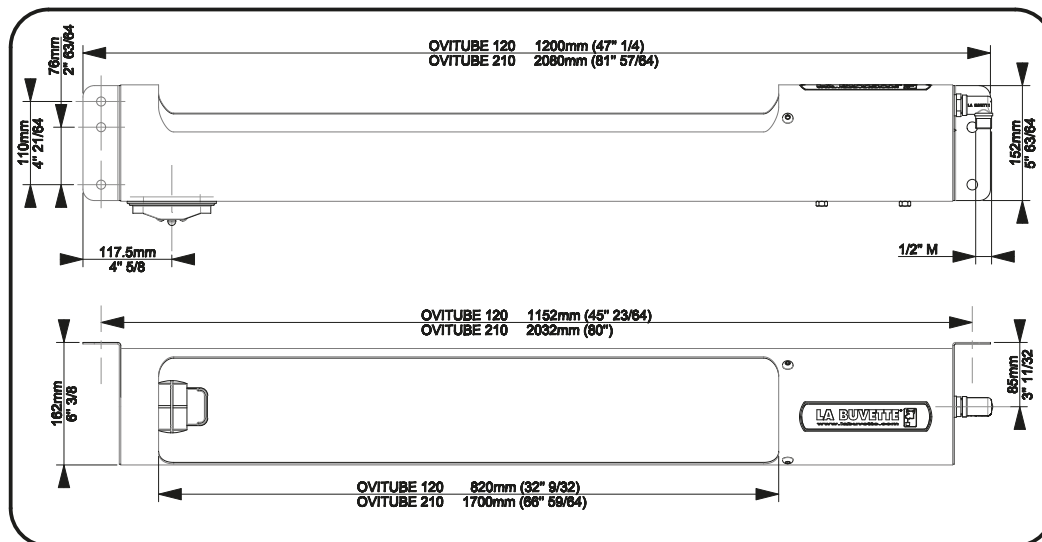 OVITUBE 120 1200mm (47" 1/4)
OVITUBE 210 2080mm (81" 57/64)
76mm
2" 63/64
110mm
4" 21/64
LA BUVETTE
152mm
5" 63/64
117.5mm
4" 5/8
1/2" M
OVITUBE 120 1152mm (45" 23/64)
OVITUBE 210 2032mm (80")
162mm
6" 3/8
85mm
3" 11/32
LA BUVETTE
www.labuvette.com
OVITUBE 120 820mm (32" 9/32)
OVITUBE 210 1700mm (66" 59/64)